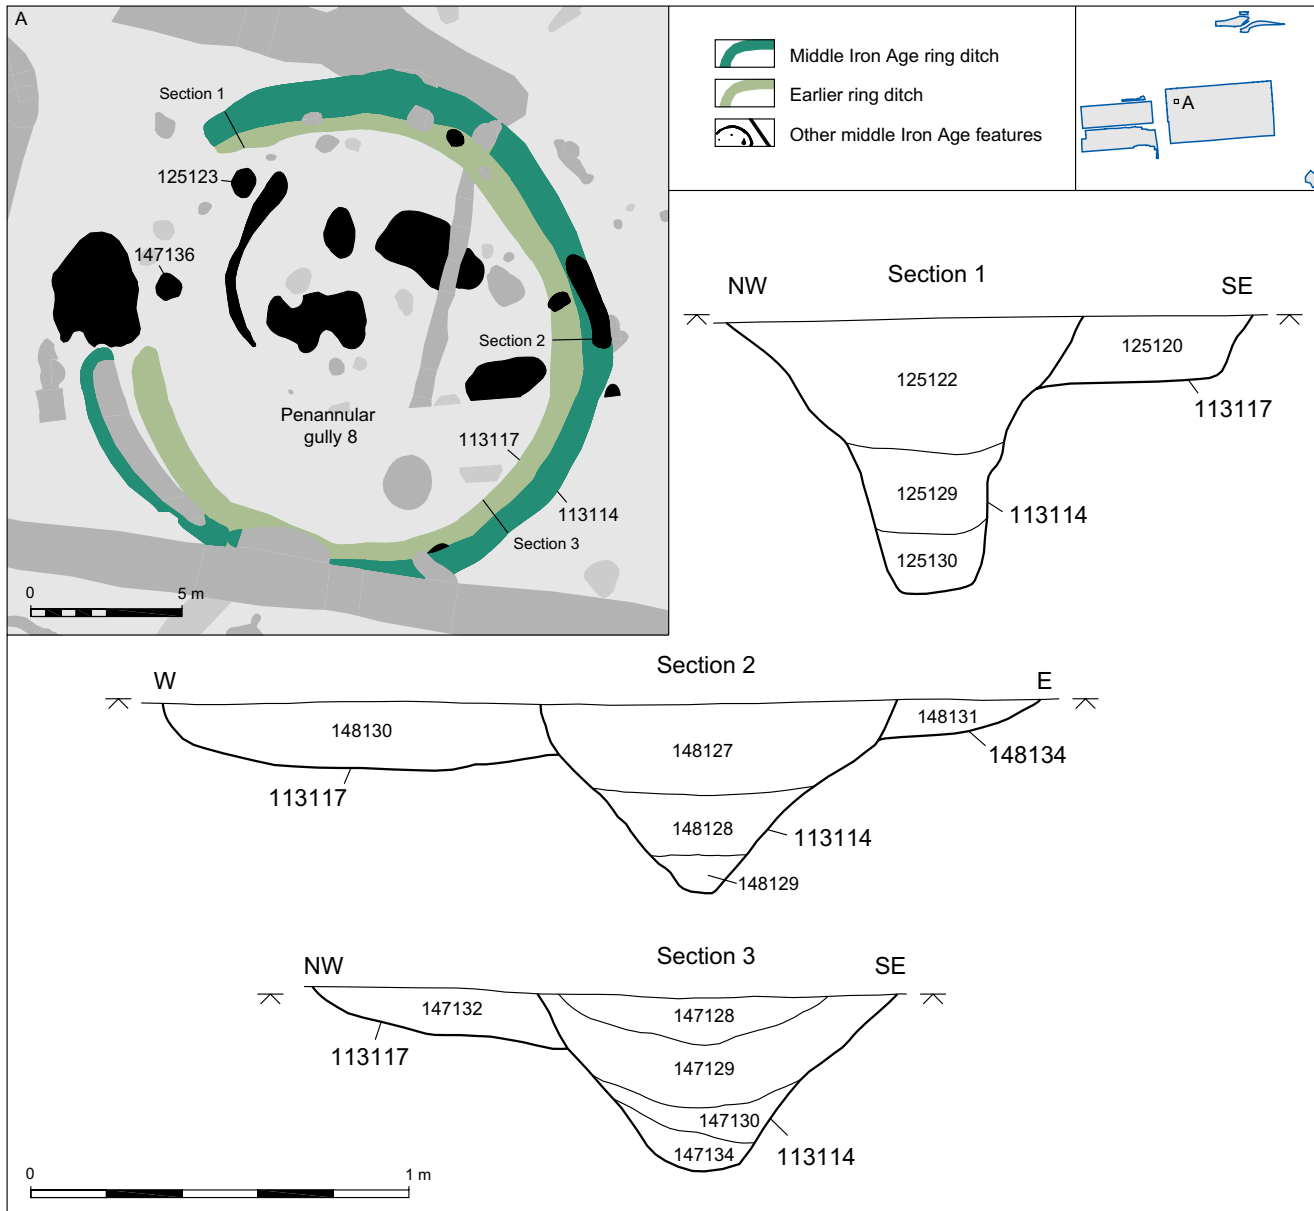 A
Section 1
125123
147136
Section 2
Penannular
gully 8
113117
113114
Section 3
0
5 m
Middle Iron Age ring ditch
Earlier ring ditch
Other middle Iron Age features
A
Section 1
NW
SE
125120
125122
113117
125129
113114
125130
Section 2
W
E
148130
148131
148127
148134
113117
148128
113114
148129
Section 3
NW
SE
147132
147128
113117
147129
147130
113114
147134
0
1 m